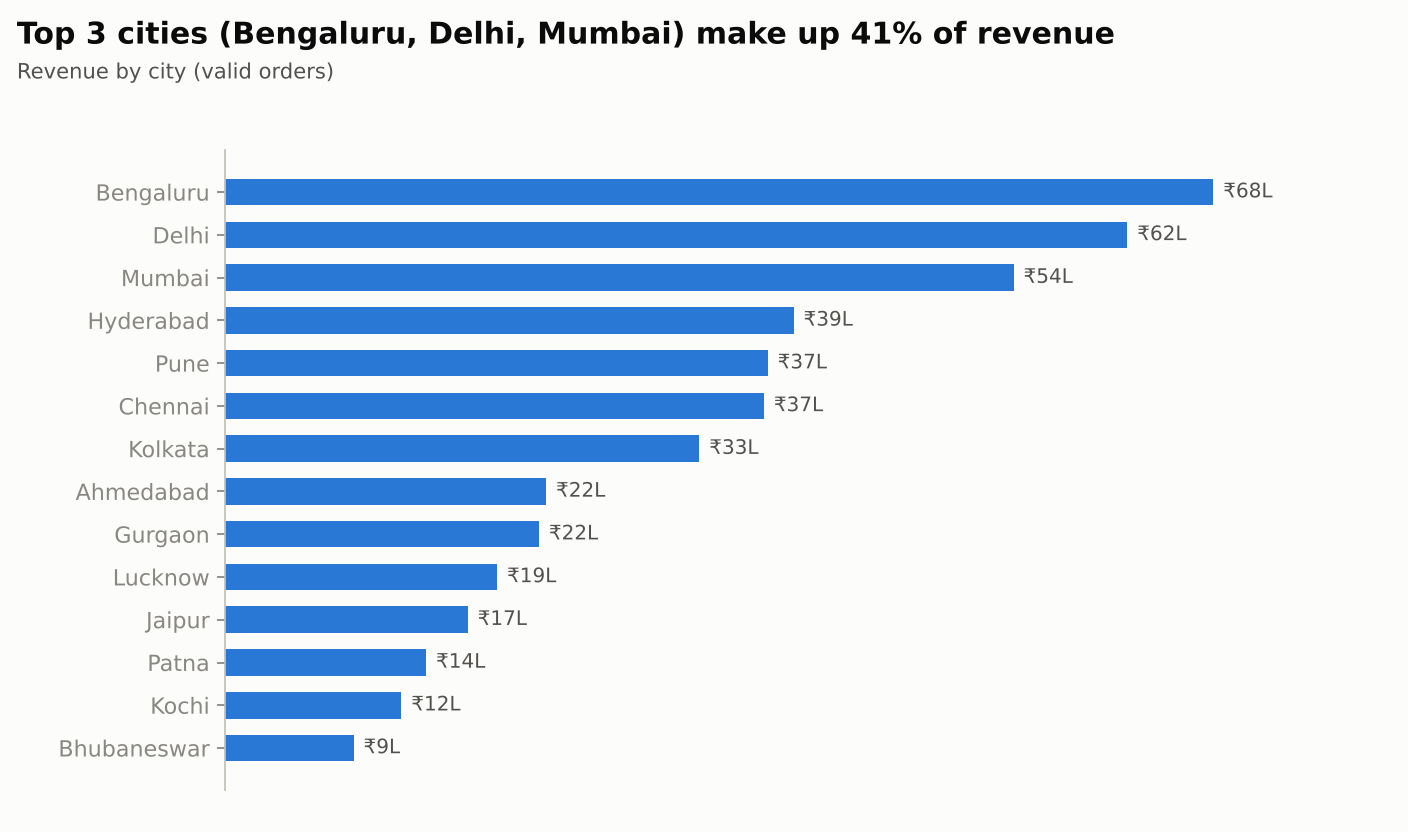 Top 3 cities (Bengaluru, Delhi, Mumbai) make up 41% of revenue
Revenue by city (valid orders)
Bengaluru ₹68L
Delhi ₹62L
Mumbai ₹54L
Hyderabad ₹39L
Pune ₹37L
Chennai ₹37L
Kolkata ₹33L
Ahmedabad ₹22L
Gurgaon ₹22L
Lucknow ₹19L
Jaipur ₹17L
Patna ₹14L
Kochi ₹12L
Bhubaneswar ₹9L